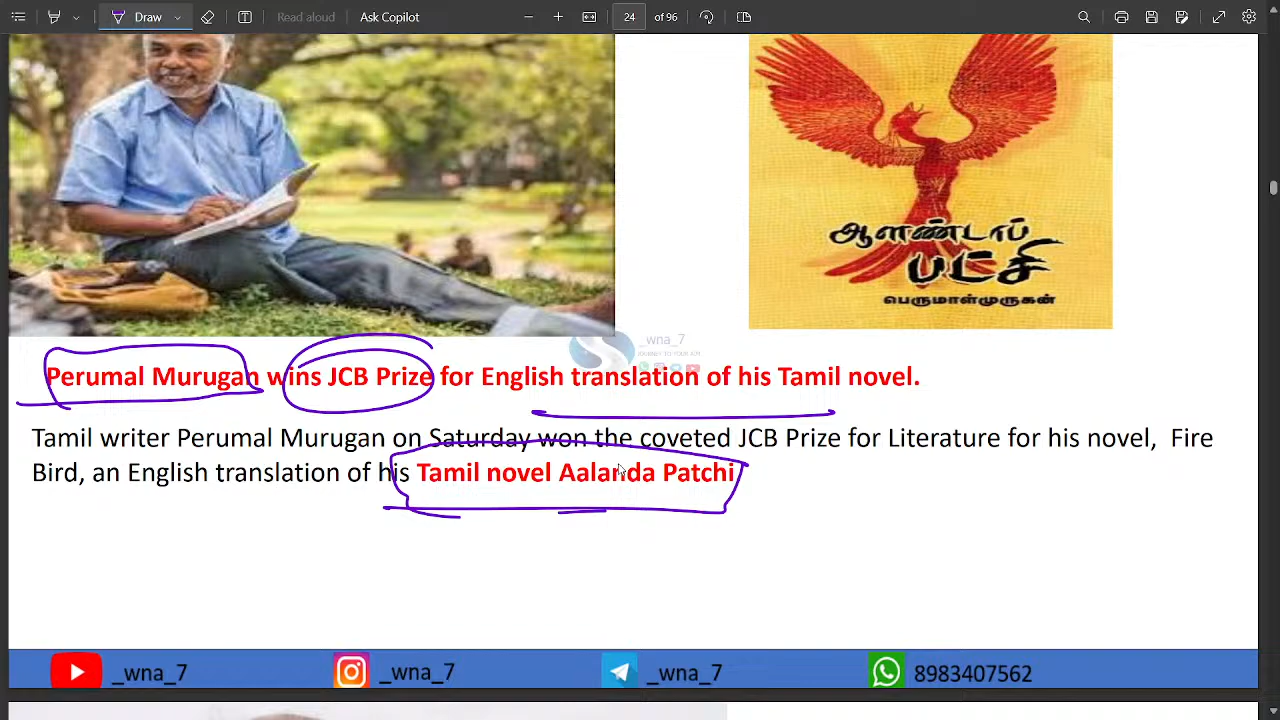 Draw
Read aloud
Ask Copilot
24
of 96
ஆளண்டாப்
பட்சி
பெருமாள்முருகன்
_wna_7
Perumal Murugan wins JCB Prize for English translation of his Tamil novel.
Tamil writer Perumal Murugan on Saturday won the coveted JCB Prize for Literature for his novel, Fire
Bird, an English translation of his Tamil novel Aalanda Patchi
_wna_7
_wna_7
_wna_7
8983407562